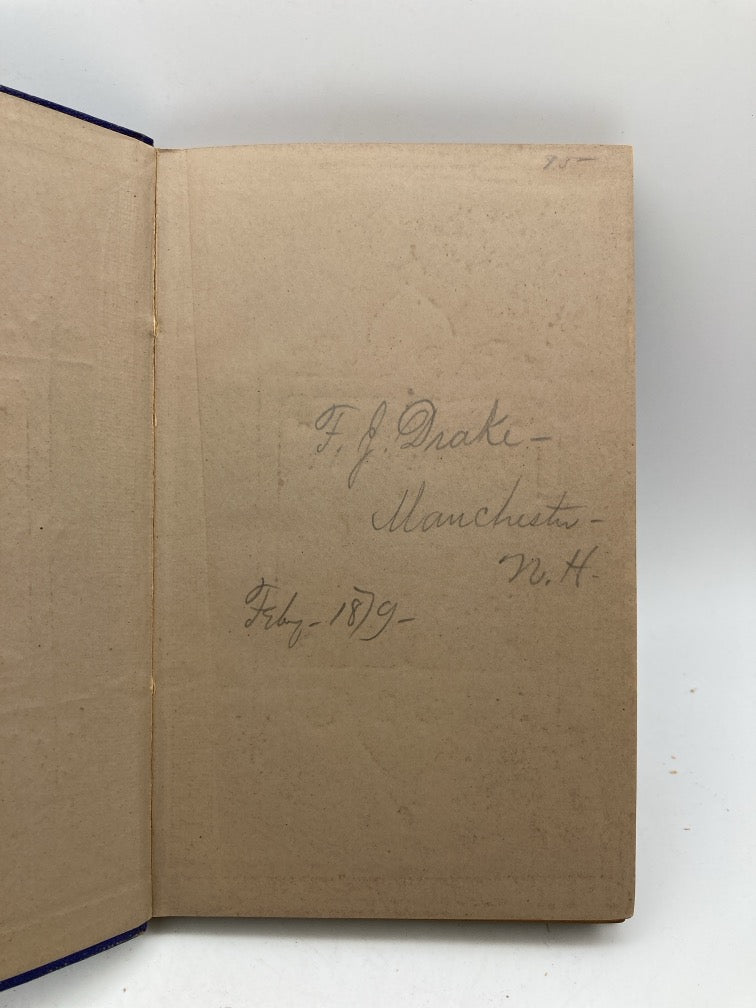 F. J. Drake –
Manchester –
N. H.
Feby – 1879 –